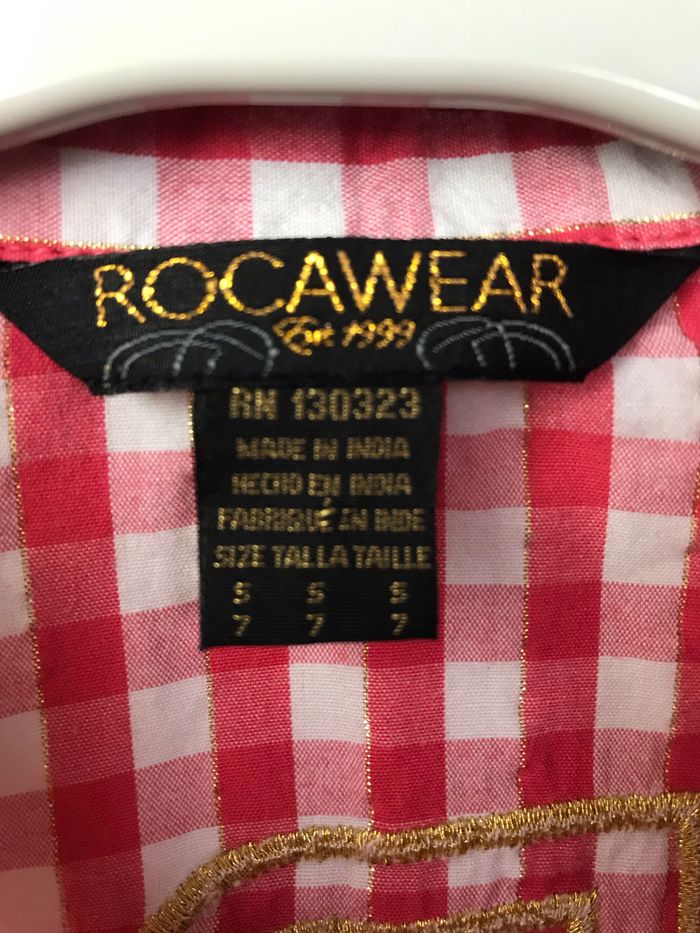 ROCAWEAR
Est 1999
RN 130323
MADE IN INDIA
HECHO EN INDIA
FABRIQUÉ EN INDE
SIZE TALLA TAILLE
S S S
7 7 7